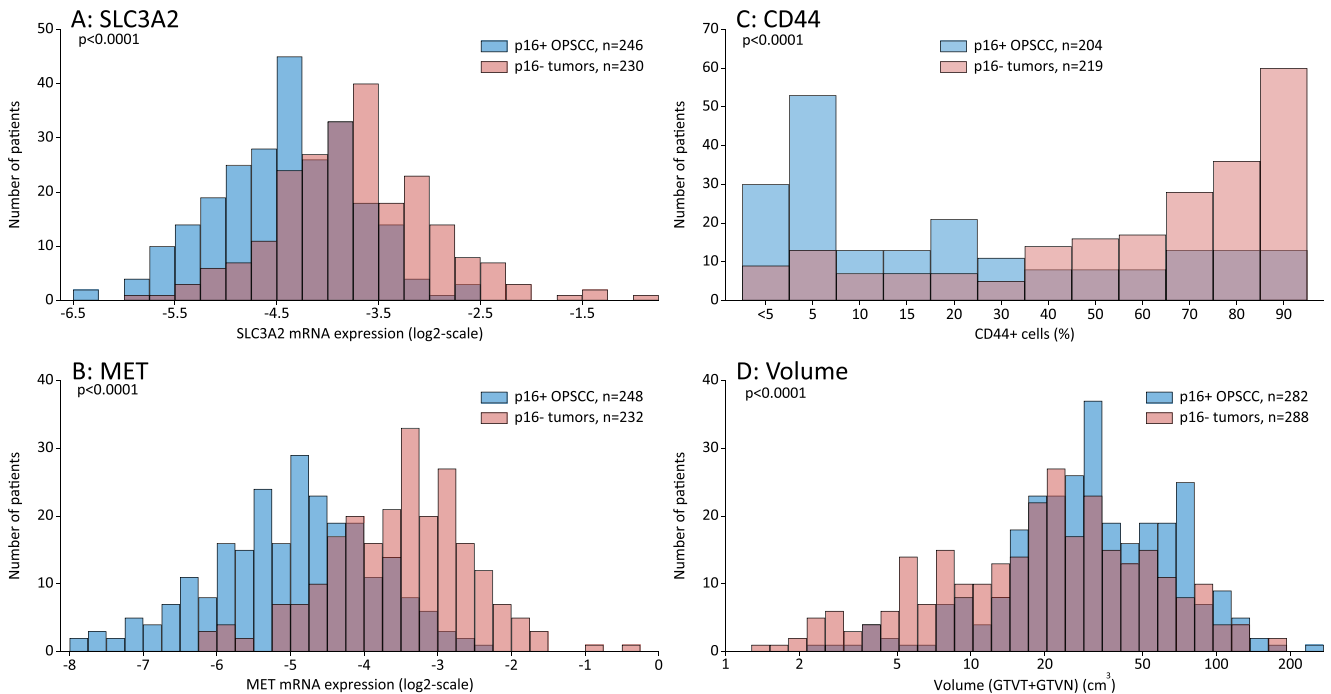 A: SLC3A2
p<0.0001
p16+ OPSCC, n=246
p16- tumors, n=230
Number of patients
50
40
30
20
10
0
-6.5 -5.5 -4.5 -3.5 -2.5 -1.5
SLC3A2 mRNA expression (log2-scale)
C: CD44
p<0.0001
p16+ OPSCC, n=204
p16- tumors, n=219
Number of patients
70
60
50
40
30
20
10
0
<5 5 10 15 20 30 40 50 60 70 80 90
CD44+ cells (%)
B: MET
p<0.0001
p16+ OPSCC, n=248
p16- tumors, n=232
Number of patients
40
30
20
10
0
-8 -7 -6 -5 -4 -3 -2 -1 0
MET mRNA expression (log2-scale)
D: Volume
p<0.0001
p16+ OPSCC, n=282
p16- tumors, n=288
Number of patients
40
30
20
10
0
1 2 5 10 20 50 100 200
Volume (GTVT+GTVN) (cm³)